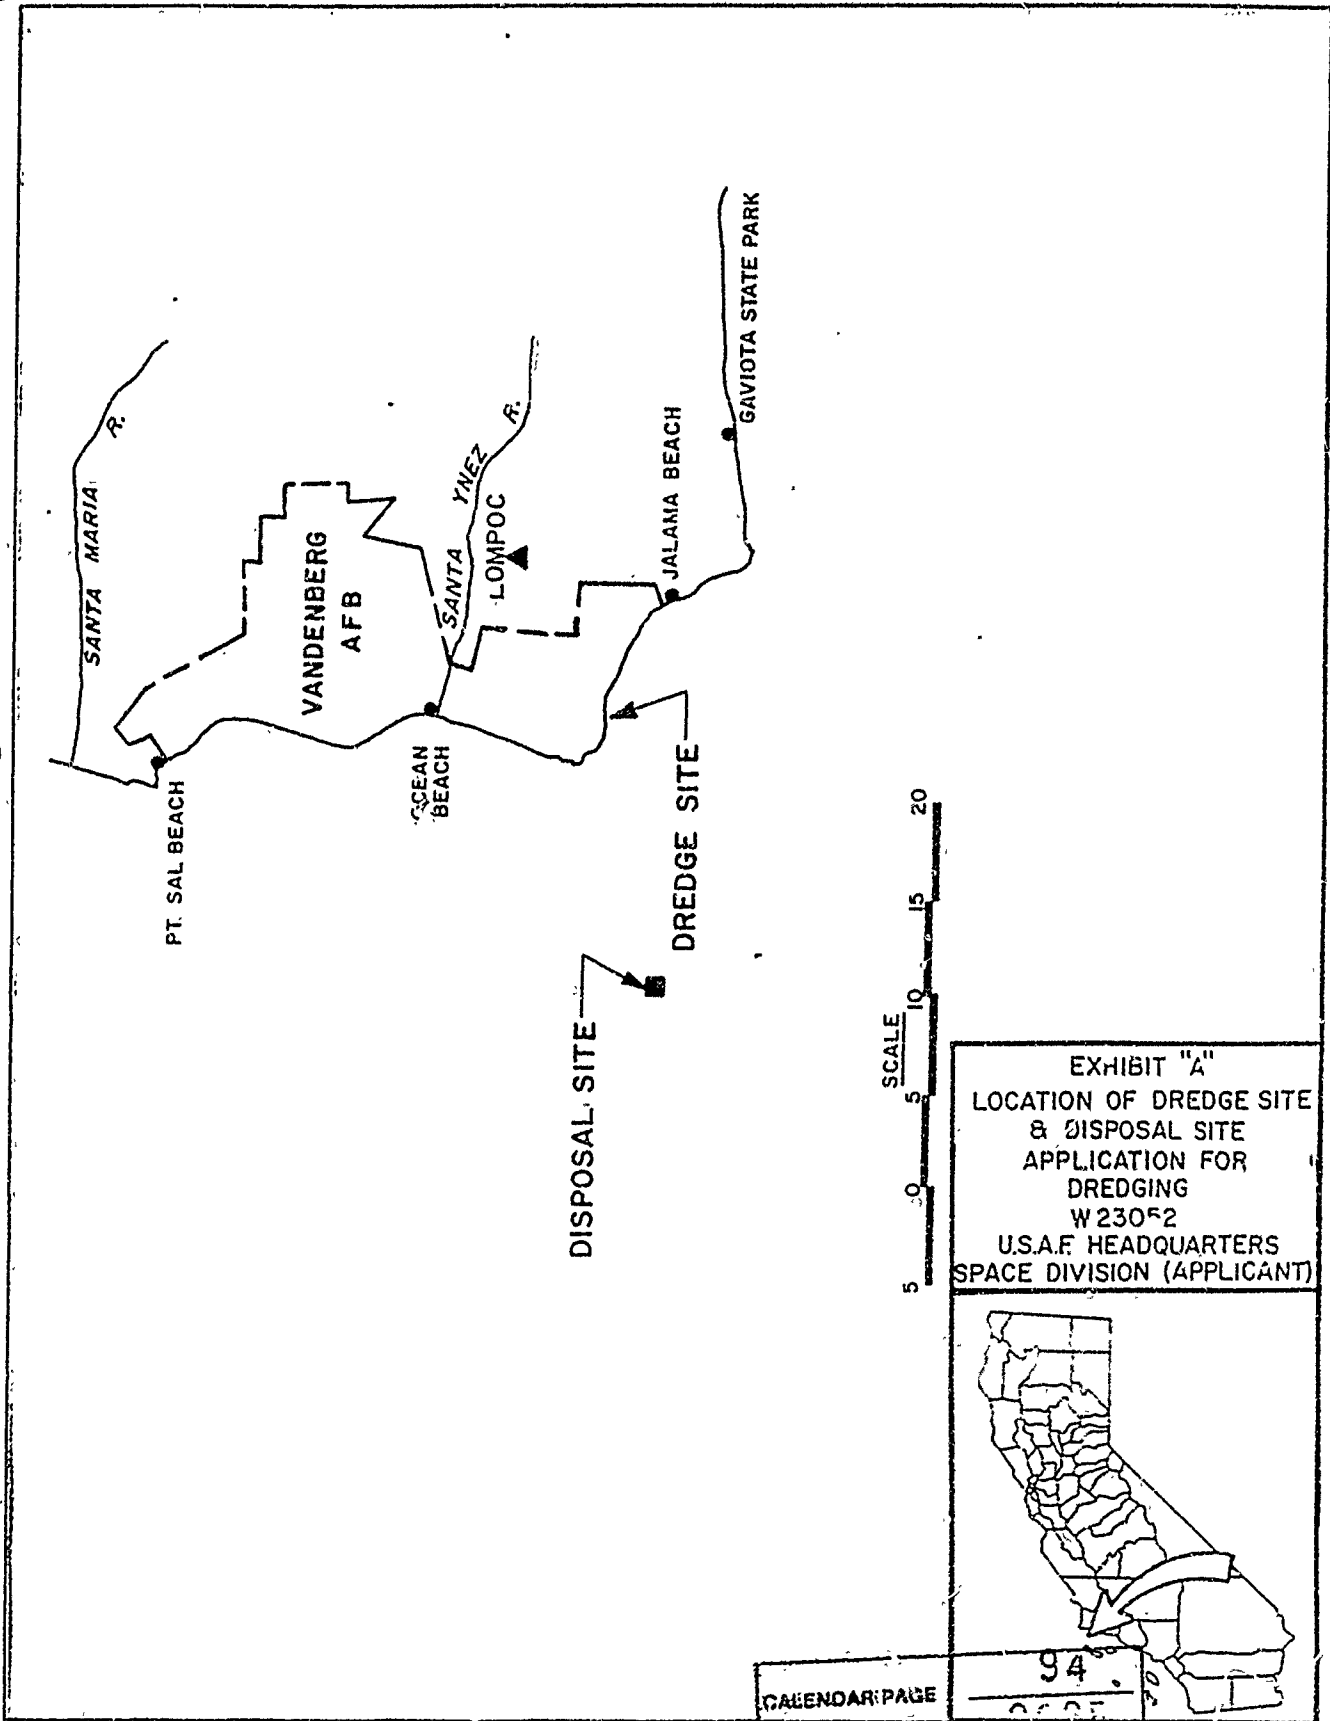 SANTA MARIA R.
VANDENBERG
AFB
SANTA YNEZ R.
LOMPOC
PT. SAL BEACH
OCEAN
BEACH
JALAMA BEACH
GAVIOTA STATE PARK
DREDGE SITE
DISPOSAL SITE
SCALE
5 0 5 10 15 20
EXHIBIT "A"
LOCATION OF DREDGE SITE
& DISPOSAL SITE
APPLICATION FOR
DREDGING
W 23052
U.S.A.F. HEADQUARTERS
SPACE DIVISION (APPLICANT)
CALENDAR PAGE 94